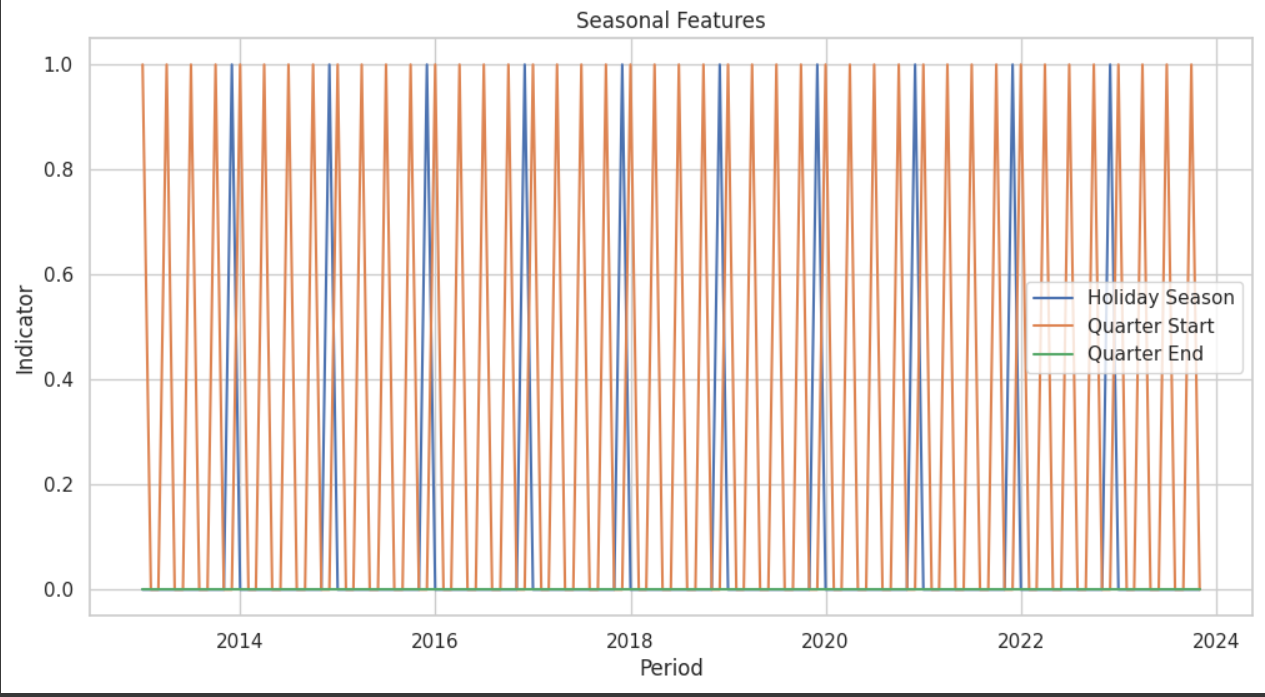 Seasonal Features
1.0
0.8
0.6
0.4
0.2
0.0
Indicator
Holiday Season
Quarter Start
Quarter End
2014 2016 2018 2020 2022 2024
Period